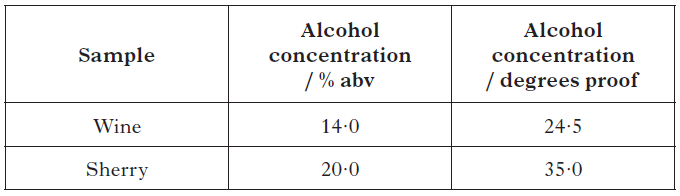 Sample
Alcohol
concentration
/ % abv
Alcohol
concentration
/ degrees proof
Wine
14·0
24·5
Sherry
20·0
35·0